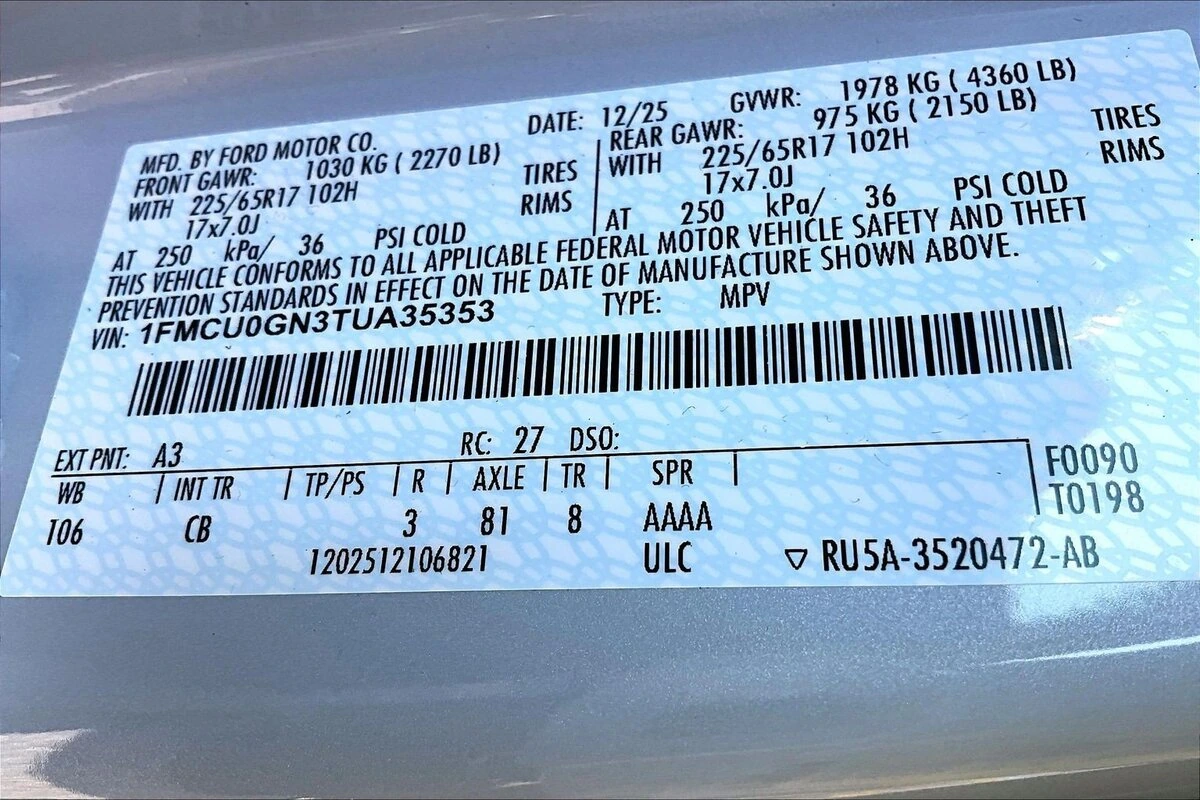 MFD. BY FORD MOTOR CO. DATE: 12/25 GVWR: 1978 KG ( 4360 LB)
FRONT GAWR: 1030 KG ( 2270 LB) REAR GAWR: 975 KG ( 2150 LB)
WITH 225/65R17 102H TIRES WITH 225/65R17 102H TIRES
17x7.0J RIMS 17x7.0J RIMS
AT 250 kPa/ 36 PSI COLD AT 250 kPa/ 36 PSI COLD
THIS VEHICLE CONFORMS TO ALL APPLICABLE FEDERAL MOTOR VEHICLE SAFETY AND THEFT
PREVENTION STANDARDS IN EFFECT ON THE DATE OF MANUFACTURE SHOWN ABOVE.
VIN: 1FMCU0GN3TUA35353 TYPE: MPV
EXT PNT: A3 RC: 27 DSO:
WB INT TR TP/PS R AXLE TR SPR F0090
106 CB 3 81 8 AAAA T0198
1202512106821 ULC ▽ RU5A-3520472-AB